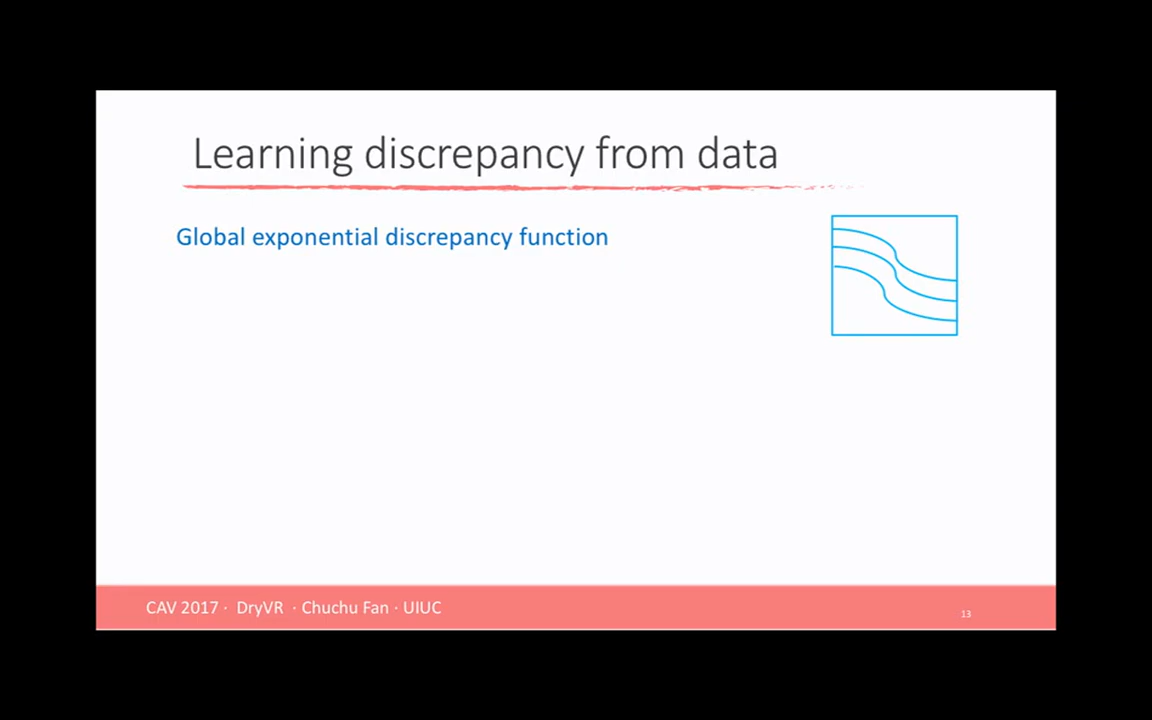 Learning discrepancy from data
Global exponential discrepancy function
CAV 2017 · DryVR · Chuchu Fan · UIUC
13